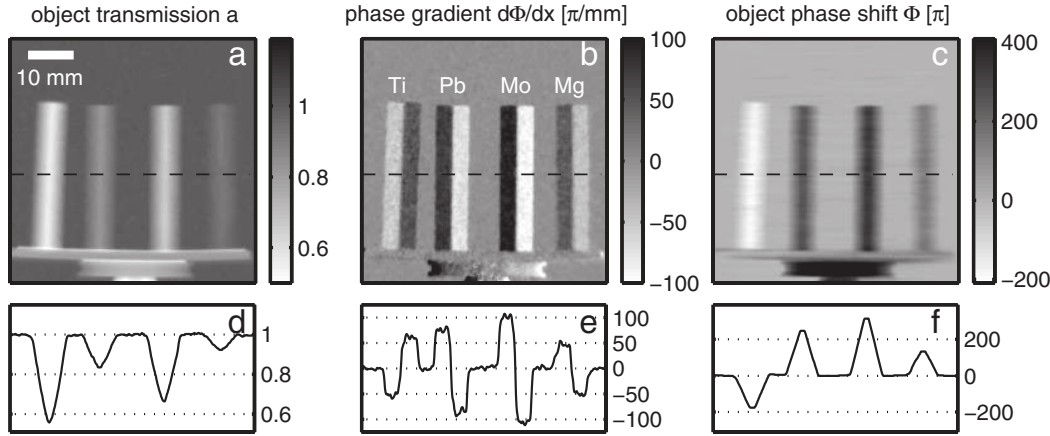 object transmission a
phase gradient dΦ/dx [π/mm]
object phase shift Φ [π]
a
10 mm
1
0.8
0.6
b
Ti Pb Mo Mg
100
50
0
−50
−100
c
400
200
0
−200
d
1
0.8
0.6
e
100
50
0
−50
−100
f
200
0
−200